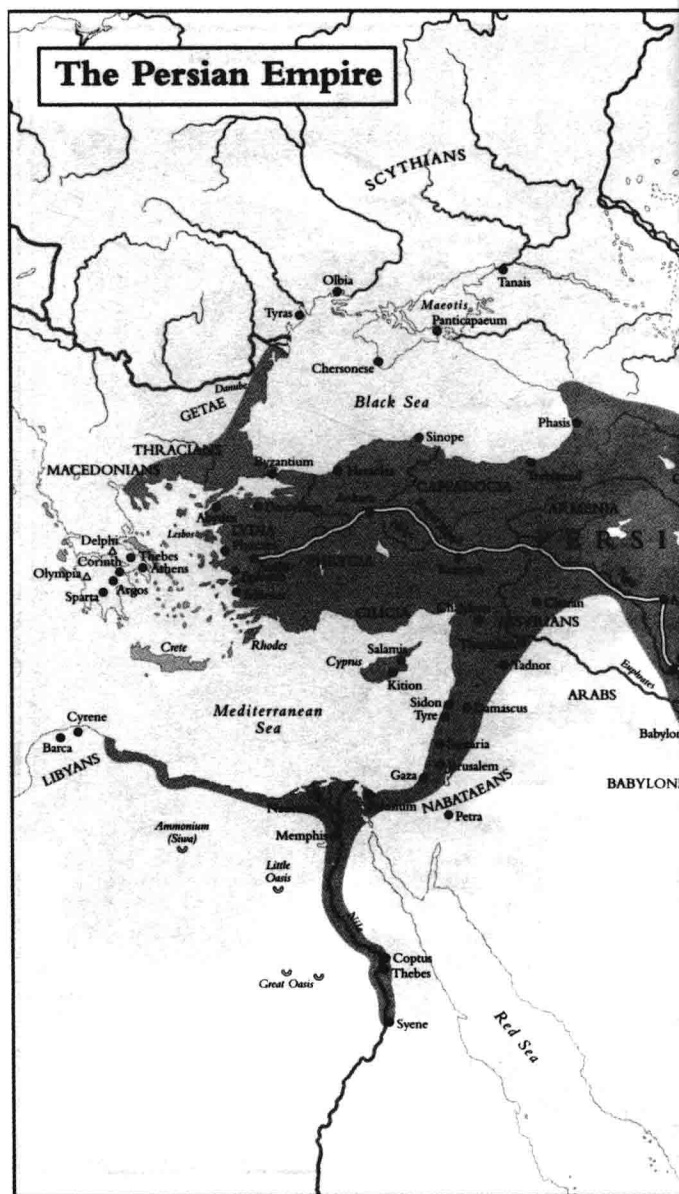 The Persian Empire
SCYTHIANS
Olbia
Tanais
Tyras
Maeotis
Panticapaeum
Chersonese
Danube
GETAE
Black Sea
Phasis
Sinope
THRACIANS
Byzantium
MACEDONIANS
CAPPADOCIA
ARMENIA
Lesbos
LYDIA
Delphi
Thebes
Corinth
Athens
Olympia
Argos
Sparta
CILICIA
Rhodes
Crete
Salamis
Cyprus
Kition
Tadnor
Euphrates
ARABS
Mediterranean
Sea
Sidon
Damascus
Tyre
Cyrene
Barca
LIBYANS
Samaria
Jerusalem
Gaza
NABATAEANS
Petra
Memphis
Ammonium
(Siwa)
Little
Oasis
Nile
Coptus
Thebes
Great Oasis
Syene
Red Sea